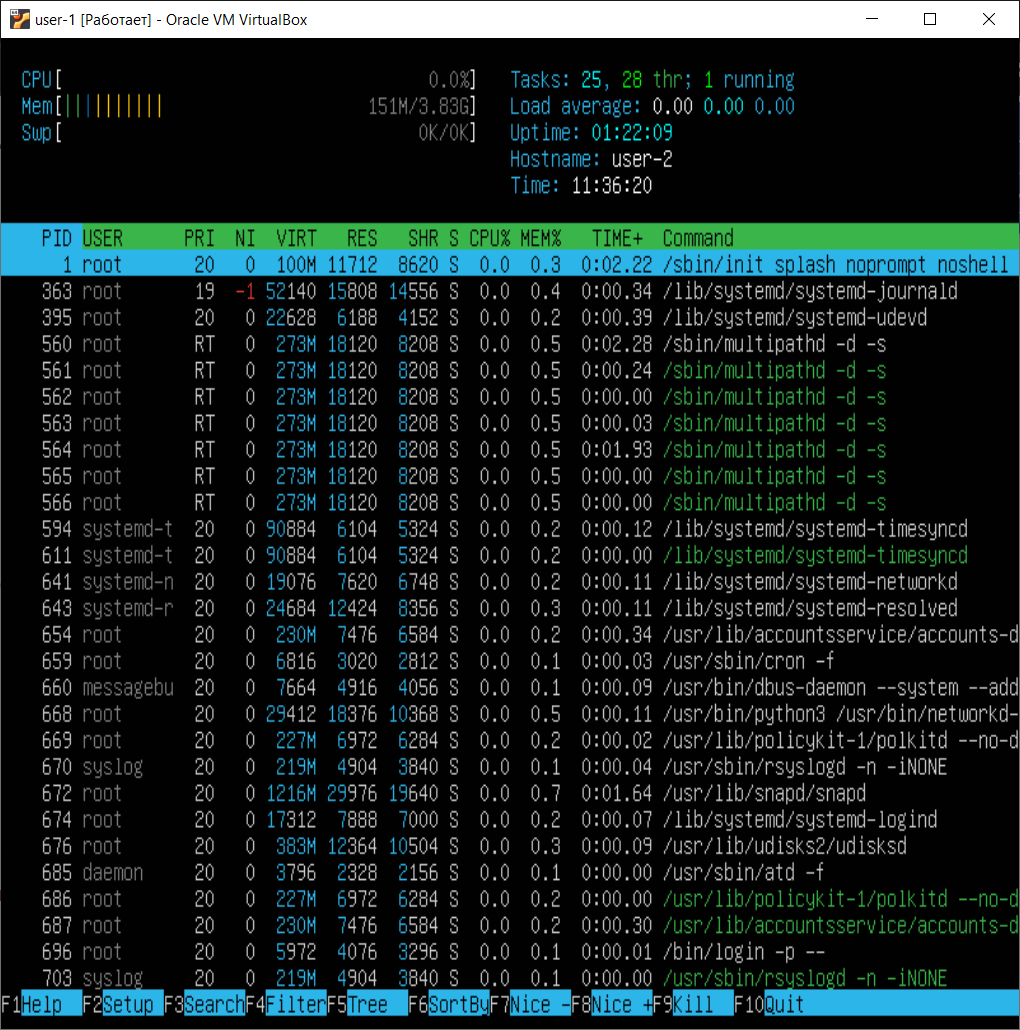 user-1 [Работает] - Oracle VM VirtualBox
CPU[ 0.0%] Tasks: 25, 28 thr; 1 running
Mem[|||||||||| 151M/3.83G] Load average: 0.00 0.00 0.00
Swp[ 0K/0K] Uptime: 01:22:09
Hostname: user-2
Time: 11:36:20
PID USER PRI NI VIRT RES SHR S CPU% MEM% TIME+ Command
1 root 20 0 100M 11712 8620 S 0.0 0.3 0:02.22 /sbin/init splash noprompt noshell
363 root 19 -1 52140 15808 14556 S 0.0 0.4 0:00.34 /lib/systemd/systemd-journald
395 root 20 0 22628 6188 4152 S 0.0 0.2 0:00.39 /lib/systemd/systemd-udevd
560 root RT 0 273M 18120 8208 S 0.0 0.5 0:02.28 /sbin/multipathd -d -s
561 root RT 0 273M 18120 8208 S 0.0 0.5 0:00.24 /sbin/multipathd -d -s
562 root RT 0 273M 18120 8208 S 0.0 0.5 0:00.00 /sbin/multipathd -d -s
563 root RT 0 273M 18120 8208 S 0.0 0.5 0:00.03 /sbin/multipathd -d -s
564 root RT 0 273M 18120 8208 S 0.0 0.5 0:01.93 /sbin/multipathd -d -s
565 root RT 0 273M 18120 8208 S 0.0 0.5 0:00.00 /sbin/multipathd -d -s
566 root RT 0 273M 18120 8208 S 0.0 0.5 0:00.00 /sbin/multipathd -d -s
594 systemd-t 20 0 90884 6104 5324 S 0.0 0.2 0:00.12 /lib/systemd/systemd-timesyncd
611 systemd-t 20 0 90884 6104 5324 S 0.0 0.2 0:00.00 /lib/systemd/systemd-timesyncd
641 systemd-n 20 0 19076 7620 6748 S 0.0 0.2 0:00.11 /lib/systemd/systemd-networkd
643 systemd-r 20 0 24684 12424 8356 S 0.0 0.3 0:00.11 /lib/systemd/systemd-resolved
654 root 20 0 230M 7476 6584 S 0.0 0.2 0:00.34 /usr/lib/accountsservice/accounts-d
659 root 20 0 6816 3020 2812 S 0.0 0.1 0:00.03 /usr/sbin/cron -f
660 messagebu 20 0 7664 4916 4056 S 0.0 0.1 0:00.09 /usr/bin/dbus-daemon --system --add
668 root 20 0 29412 18376 10368 S 0.0 0.5 0:00.11 /usr/bin/python3 /usr/bin/networkd-
669 root 20 0 227M 6972 6284 S 0.0 0.2 0:00.02 /usr/lib/policykit-1/polkitd --no-d
670 syslog 20 0 219M 4904 3840 S 0.0 0.1 0:00.04 /usr/sbin/rsyslogd -n -iNONE
672 root 20 0 1216M 29976 19640 S 0.0 0.7 0:01.64 /usr/lib/snapd/snapd
674 root 20 0 17312 7888 7000 S 0.0 0.2 0:00.07 /lib/systemd/systemd-logind
676 root 20 0 383M 12364 10504 S 0.0 0.3 0:00.09 /usr/lib/udisks2/udisksd
685 daemon 20 0 3796 2328 2156 S 0.0 0.1 0:00.00 /usr/sbin/atd -f
686 root 20 0 227M 6972 6284 S 0.0 0.2 0:00.00 /usr/lib/policykit-1/polkitd --no-d
687 root 20 0 230M 7476 6584 S 0.0 0.2 0:00.30 /usr/lib/accountsservice/accounts-d
696 root 20 0 5972 4076 3296 S 0.0 0.1 0:00.01 /bin/login -p --
703 syslog 20 0 219M 4904 3840 S 0.0 0.1 0:00.00 /usr/sbin/rsyslogd -n -iNONE
F1Help F2Setup F3SearchF4FilterF5Tree F6SortByF7Nice -F8Nice +F9Kill F10Quit